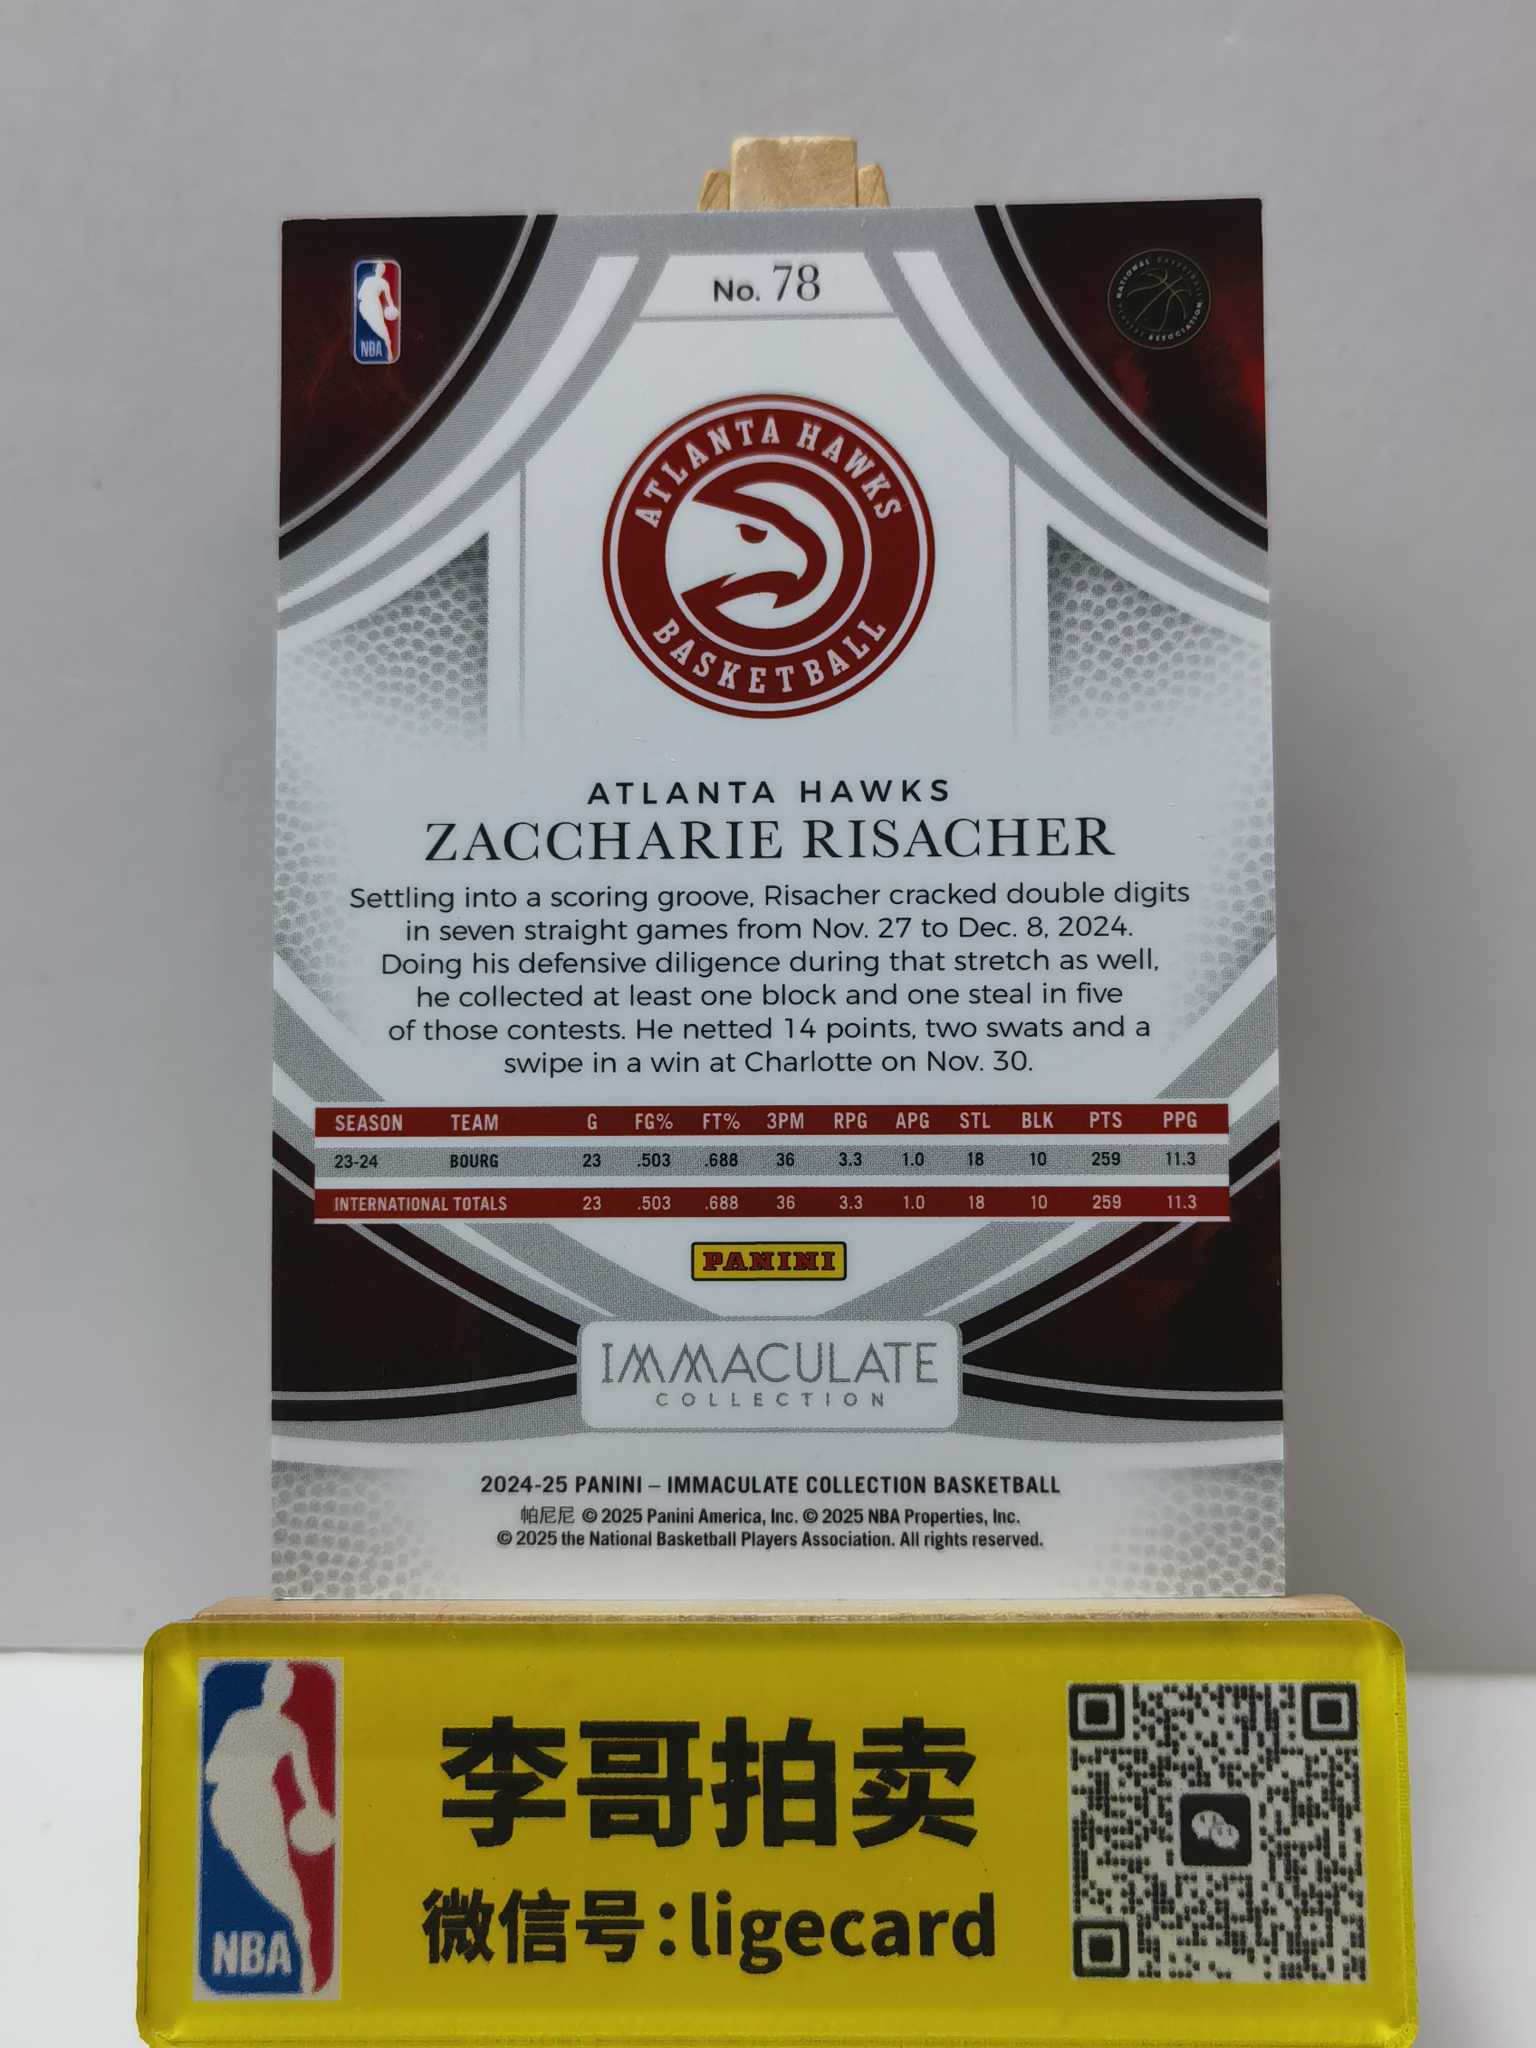 NBA
No. 78
NATIONAL BASKETBALL PLAYERS ASSOCIATION
ATLANTA HAWKS
BASKETBALL
ATLANTA HAWKS
ZACCHARIE RISACHER
Settling into a scoring groove, Risacher cracked double digits
in seven straight games from Nov. 27 to Dec. 8, 2024.
Doing his defensive diligence during that stretch as well,
he collected at least one block and one steal in five
of those contests. He netted 14 points, two swats and a
swipe in a win at Charlotte on Nov. 30.
SEASON TEAM G FG% FT% 3PM RPG APG STL BLK PTS PPG
23-24 BOURG 23 .503 .688 36 3.3 1.0 18 10 259 11.3
INTERNATIONAL TOTALS 23 .503 .688 36 3.3 1.0 18 10 259 11.3
PANINI
IMMACULATE
COLLECTION
2024-25 PANINI – IMMACULATE COLLECTION BASKETBALL
帕尼尼 © 2025 Panini America, Inc. © 2025 NBA Properties, Inc.
© 2025 the National Basketball Players Association. All rights reserved.
李哥拍卖
微信号:ligecard
NBA